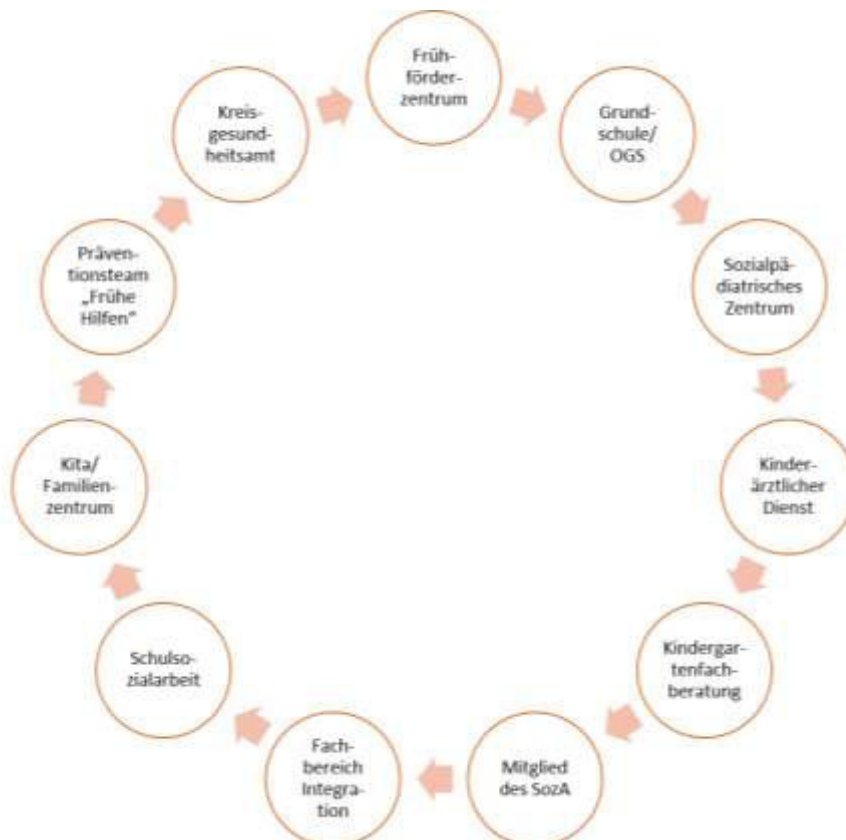 Früh-
förder-
zentrum
Grund-
schule/
OGS
Sozialpä-
diatrisches
Zentrum
Kinder-
ärztlicher
Dienst
Kindergar-
tenfach-
beratung
Mitglied
des SozA
Fach-
bereich
Integra-
tion
Schulso-
zialarbeit
Kita/
Familien-
zentrum
Präven-
tionsteam
„Frühe
Hilfen“
Kreis-
gesund-
heitsamt